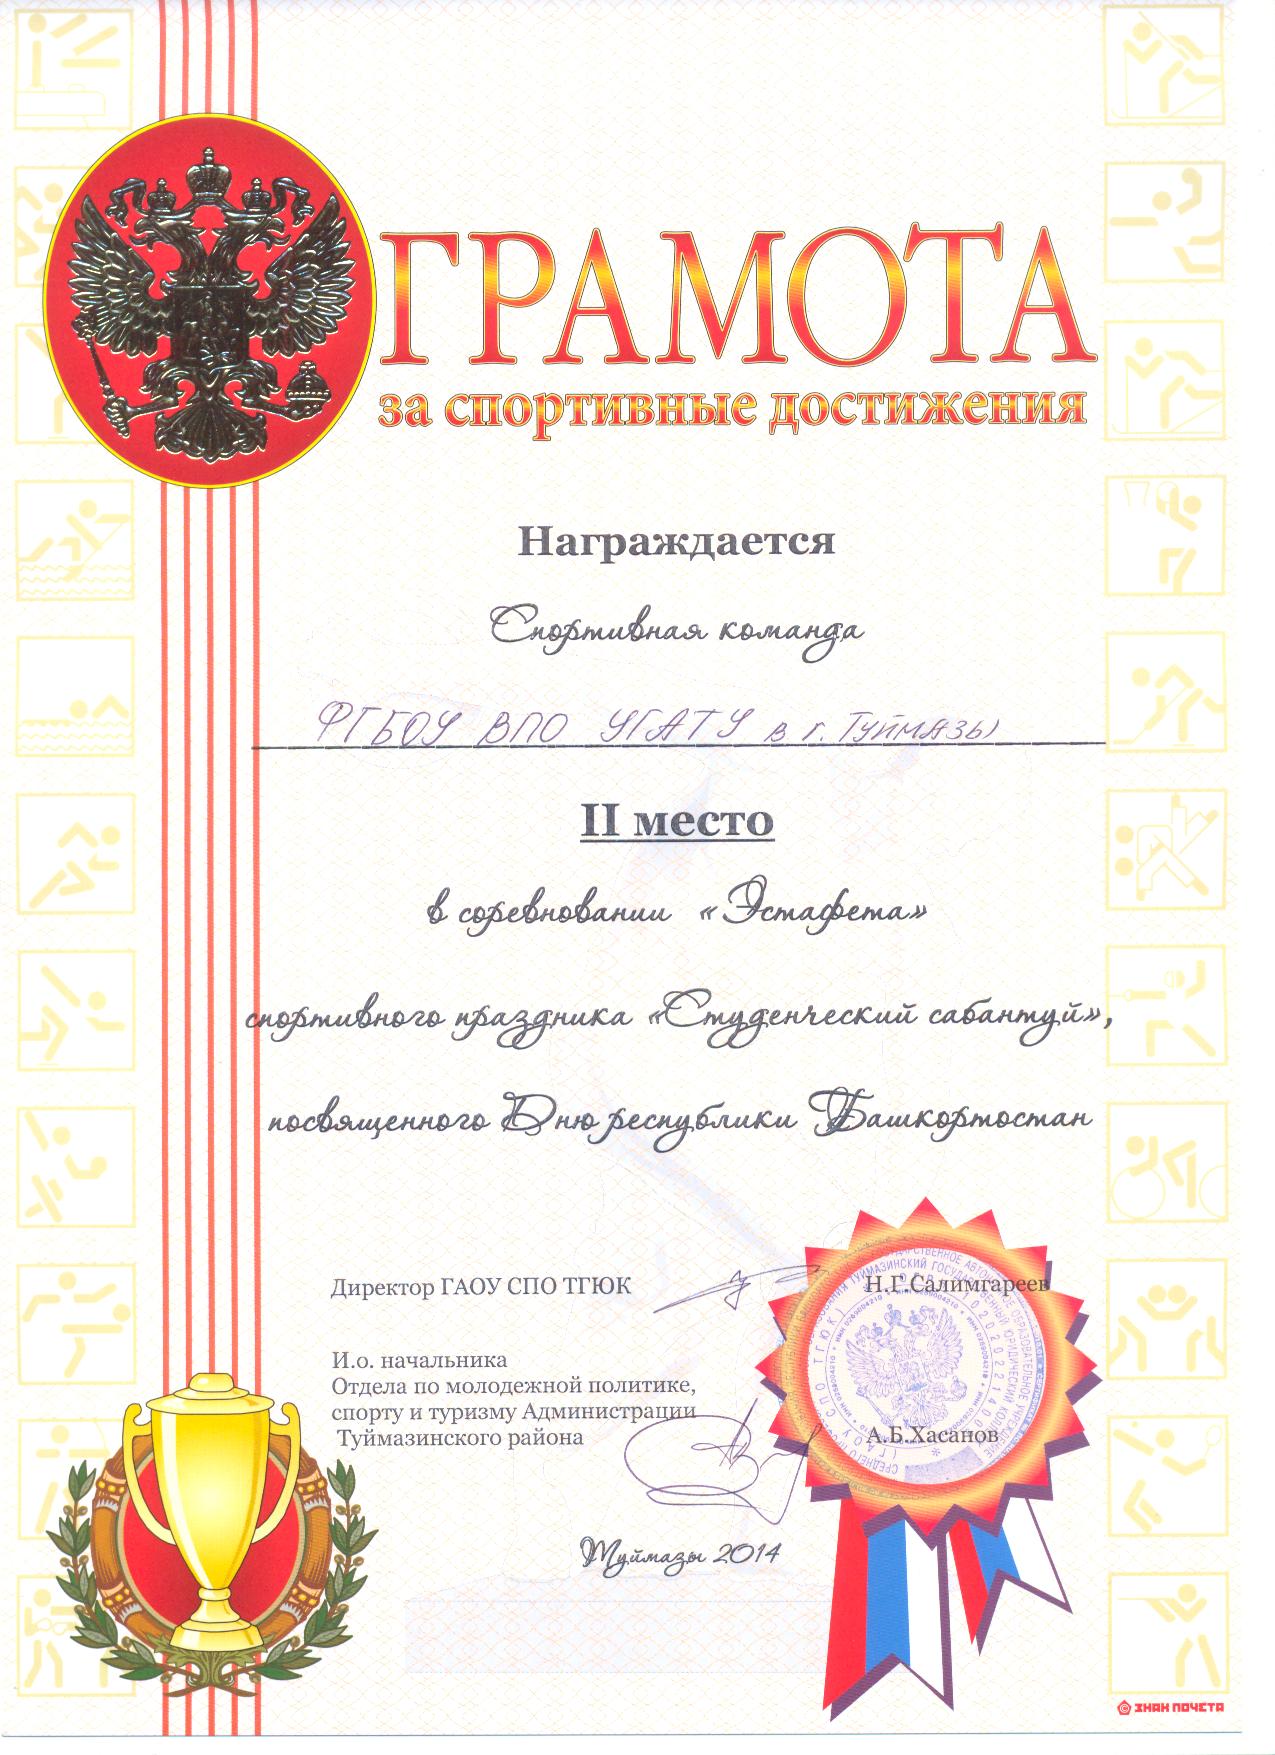 ГРАМОТА
за спортивные достижения
Награждается
Спортивная команда
ФГБОУ ВПО УГАТУ в г. Туймазы
II место
в соревновании «Эстафета»
спортивного праздника «Студенческий сабантуй»,
посвященного Дню республики Башкортостан
Директор ГАОУ СПО ТГЮК
Н.Г.Салимгареев
И.о. начальника
Отдела по молодежной политике,
спорту и туризму Администрации
Туймазинского района
А.Б.Хасанов
Туймазы 2014
ЗНАК ПОЧЕТА